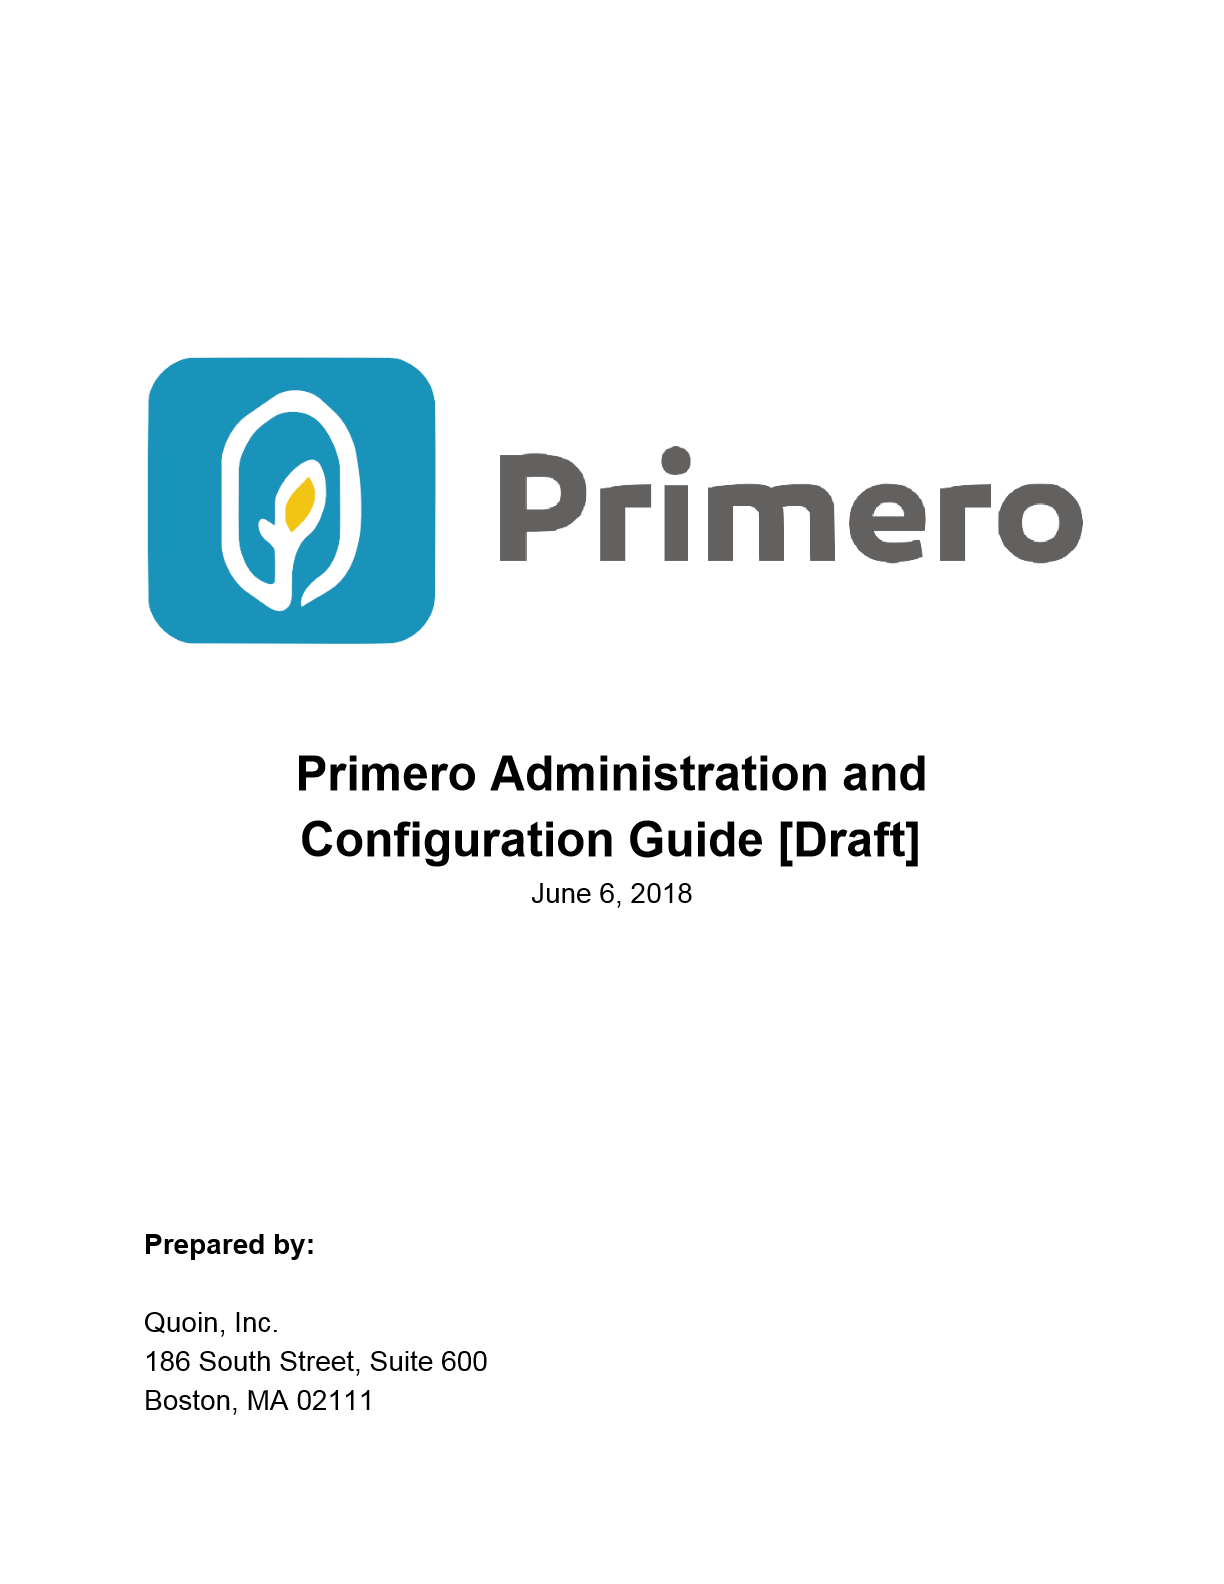 Primero
Primero Administration and
Configuration Guide [Draft]
June 6, 2018
Prepared by:
Quoin, Inc.
186 South Street, Suite 600
Boston, MA 02111